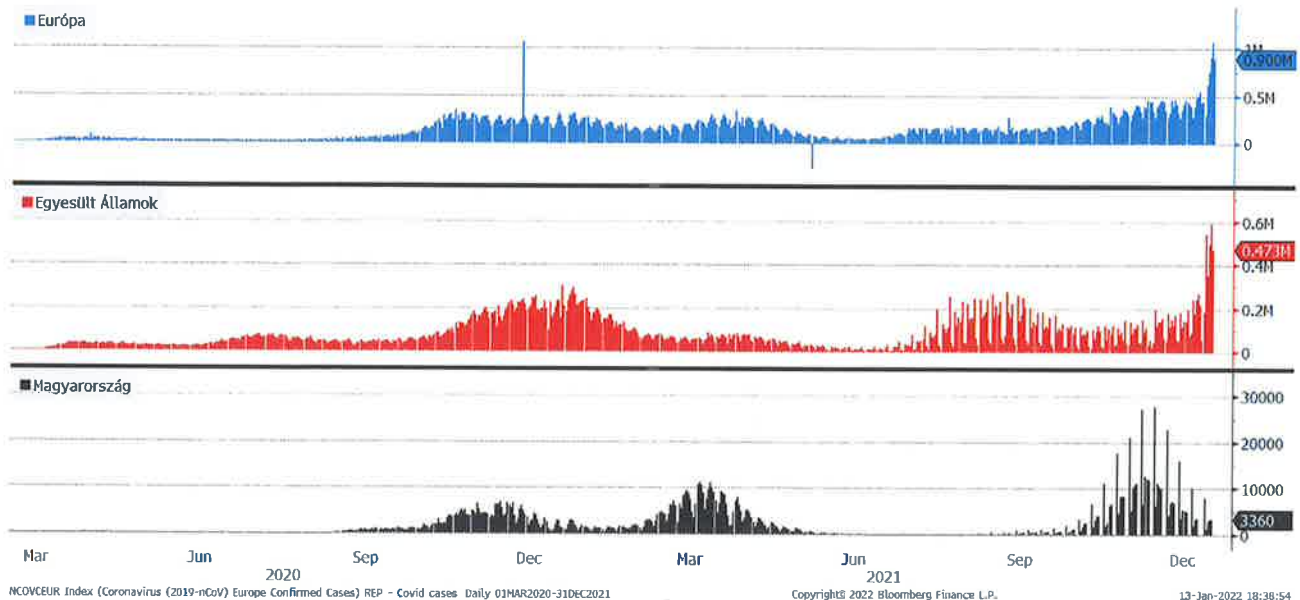 Európa
1M
0.900M
0.5M
0
Egyesült Államok
0.6M
0.473M
0.4M
0.2M
0
Magyarország
30000
20000
10000
3360
0
Mar Jun Sep Dec Mar Jun Sep Dec
2020 2021
NCOVCEUR Index (Coronavirus (2019-nCoV) Europe Confirmed Cases) REP - Covid cases Daily 01MAR2020-31DEC2021 Copyright© 2022 Bloomberg Finance L.P. 13-Jan-2022 18:36:54